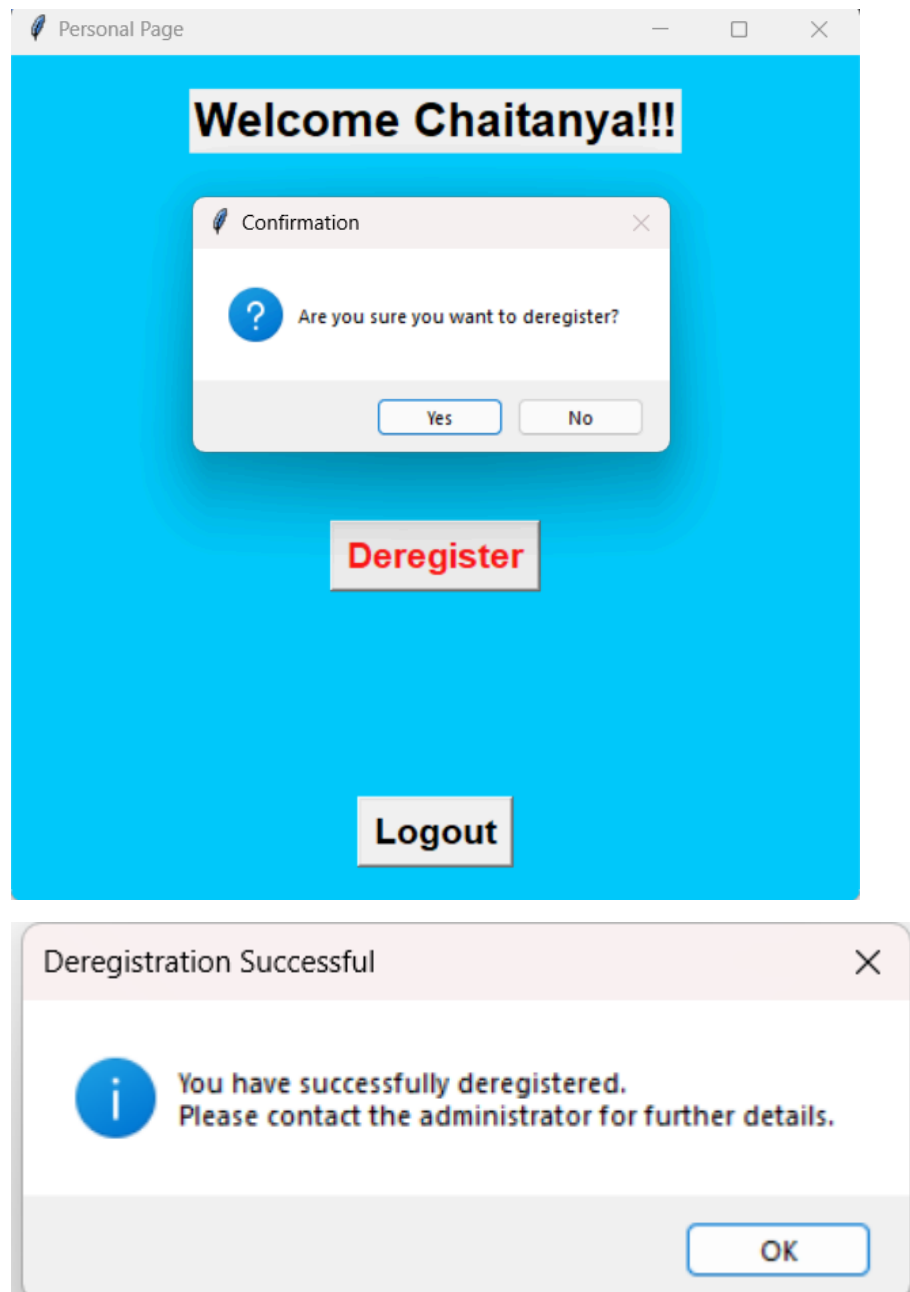 Personal Page
Welcome Chaitanya!!!
Confirmation
?
Are you sure you want to deregister?
Yes No
Deregister
Logout
Deregistration Successful
i
You have successfully deregistered.
Please contact the administrator for further details.
OK